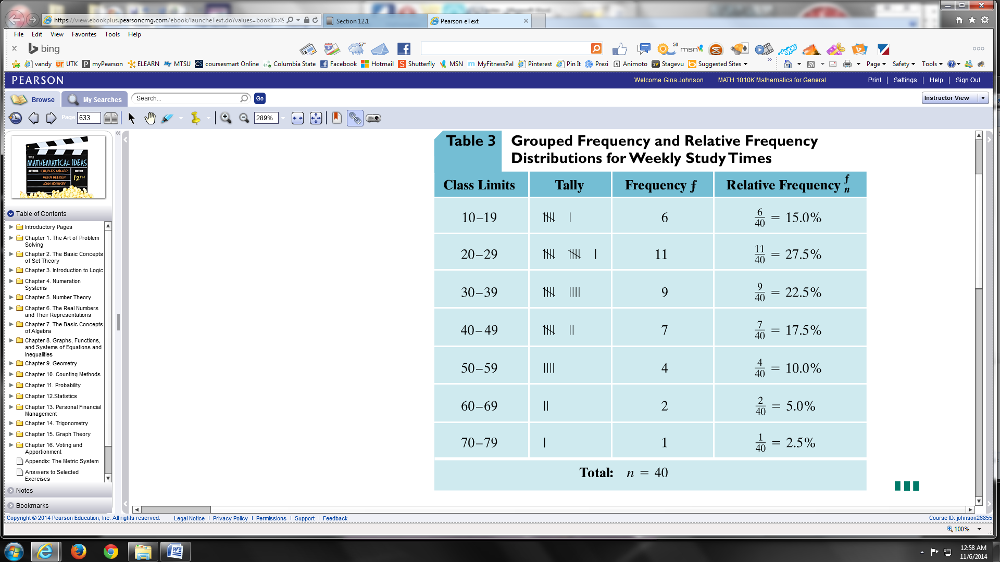 https://view.ebookplus.pearsoncmg.com/ebook/launcheText.do?values=bookID::49
Section 12.1
Pearson eText
File Edit View Favorites Tools Help
bing
57°
50
msn
skype
vandy UTK myPearson ELEARN MTSU coursesmart Online Columbia State Facebook Hotmail Shutterfly MSN MyFitnessPal Pinterest Pin It Prezi Animoto Stagevu Suggested Sites
Page Safety Tools
PEARSON
Welcome Gina Johnson MATH 1010K Mathematics for General Print Settings Help Sign Out
Browse My Searches Search... Go
Instructor View
Page 633 289%
TITLE
MATHEMATICAL IDEAS
AUTHORS CHARLES MILLER EDITION
VERN HEEREN 12TH
JOHN HORNSBY
Table of Contents
Introductory Pages
Chapter 1. The Art of Problem
Solving
Chapter 2. The Basic Concepts
of Set Theory
Chapter 3. Introduction to Logic
Chapter 4. Numeration
Systems
Chapter 5. Number Theory
Chapter 6. The Real Numbers
and Their Representations
Chapter 7. The Basic Concepts
of Algebra
Chapter 8. Graphs, Functions,
and Systems of Equations and
Inequalities
Chapter 9. Geometry
Chapter 10. Counting Methods
Chapter 11. Probability
Chapter 12.Statistics
Chapter 13. Personal Financial
Management
Chapter 14. Trigonometry
Chapter 15. Graph Theory
Chapter 16. Voting and
Apportionment
Appendix: The Metric System
Answers to Selected
Exercises
Notes
Bookmarks
Table 3 Grouped Frequency and Relative Frequency
Distributions for Weekly Study Times
Class Limits Tally Frequency f Relative Frequency f/n
10–19 6 6/40 = 15.0%
20–29 11 11/40 = 27.5%
30–39 9 9/40 = 22.5%
40–49 7 7/40 = 17.5%
50–59 4 4/40 = 10.0%
60–69 2 2/40 = 5.0%
70–79 1 1/40 = 2.5%
Total: n = 40
Copyright © 2014 Pearson Education, Inc. All rights reserved. Legal Notice | Privacy Policy | Permissions | Support | Feedback
Course ID: johnson26855
100%
12:58 AM
11/6/2014